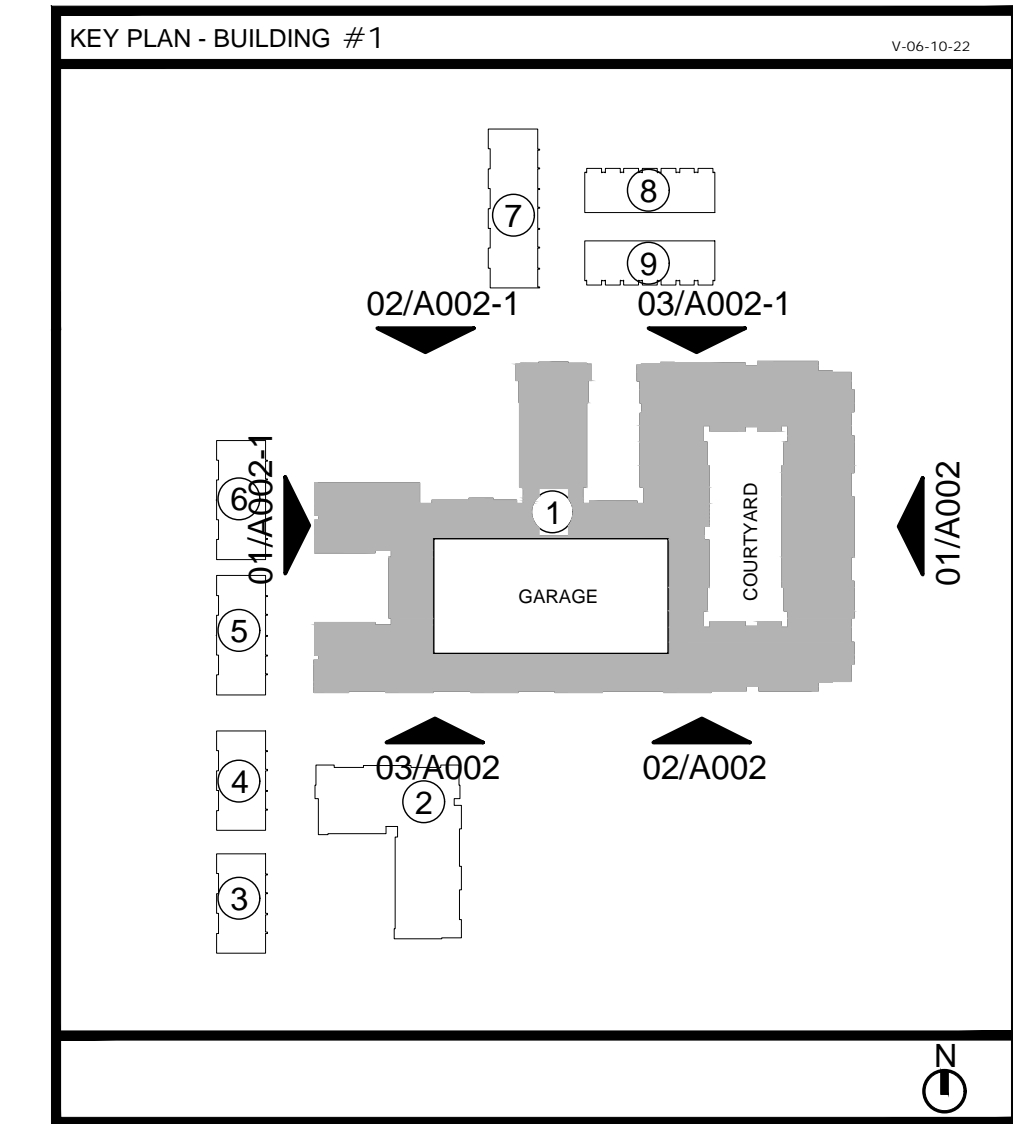 KEY PLAN - BUILDING #1
V-06-10-22
7
8
9
02/A002-1
03/A002-1
6
01/A002-1
1
COURTYARD
01/A002
GARAGE
5
03/A002
02/A002
4
2
3
N